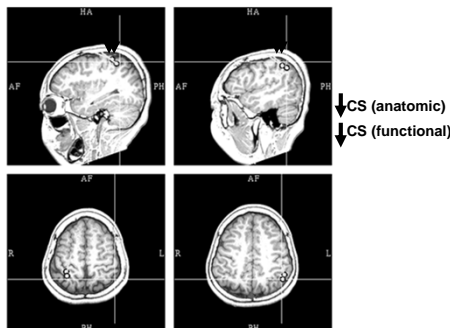 HA
HA
AF
PH
AF
PH
CS (anatomic)
CS (functional)
AF
AF
R
L
R
L
PH
PH